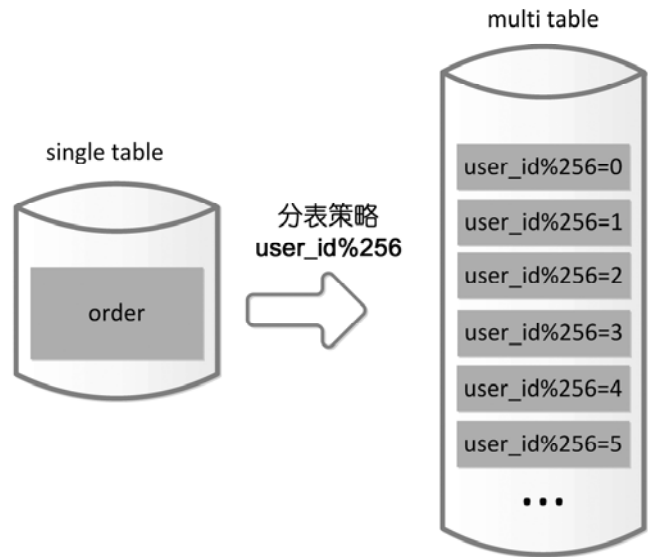 single table
order
分表策略
user_id%256
multi table
user_id%256=0
user_id%256=1
user_id%256=2
user_id%256=3
user_id%256=4
user_id%256=5
...